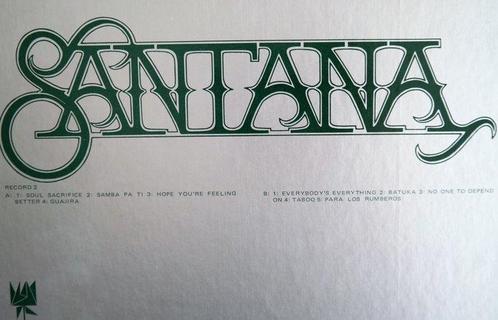 SANTANA
RECORD 2
A: 1: SOUL SACRIFICE 2: SAMBA PA TI 3: HOPE YOU'RE FEELING
BETTER 4: GUAJIRA
B: 1: EVERYBODY'S EVERYTHING 2: BATUKA 3: NO ONE TO DEPEND
ON 4: TABOO 5: PARA LOS RUMBEROS